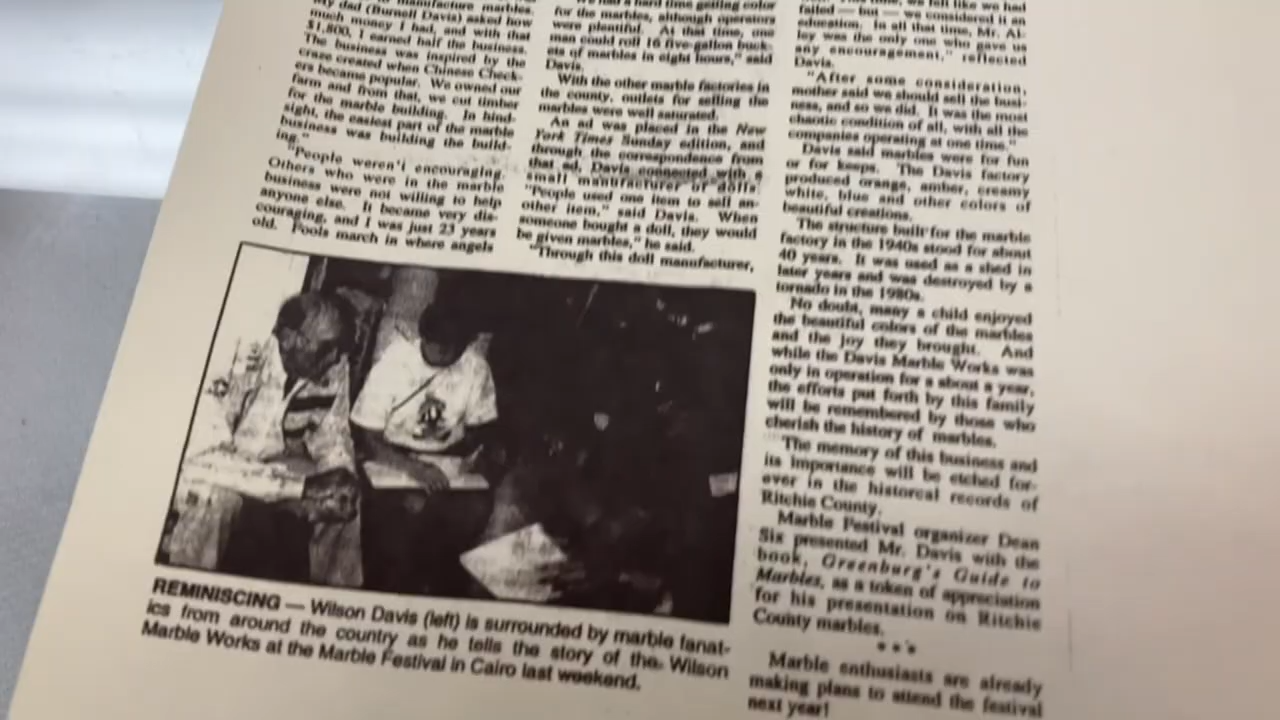 to manufacture marbles.
My dad (Burnell Davis) asked how
much money I had, and with that
$1,800, I earned half the business.
The business was inspired by the
craze created when Chinese Check-
ers became popular. We owned our
farm and from that, we cut timber
for the marble building. In hind-
sight, the easiest part of the marble
business was building the build-
ing."
"People weren't encouraging.
Others who were in the marble
business were not willing to help
anyone else. It became very dis-
couraging, and I was just 23 years
old. Fools march in where angels
had a hard time getting color
for the marbles, although operators
were plentiful. At that time, one
man could roll 16 five-gallon buck-
ets of marbles in eight hours," said
Davis.
With the other marble factories in
the county, outlets for selling the
marbles were well saturated.
An ad was placed in the New
York Times Sunday edition, and
through the correspondence from
that ad, Davis connected with a
small manufacturer of dolls.
"People used one item to sell an-
other item," said Davis. When
someone bought a doll, they would
be given marbles," he said.
"Through this doll manufacturer,
we felt like we had
failed — but — we considered it an
education. In all that time, Mr. Al-
ley was the only one who gave us
any encouragement," reflected
Davis.
"After some consideration,
mother said we should sell the busi-
ness, and so we did. It was the most
chaotic condition of all, with all the
companies operating at one time."
Davis said marbles were for fun
or for keeps. The Davis factory
produced orange, amber, creamy
white, blue and other colors of
beautiful creations.
The structure built for the marble
factory in the 1940s stood for about
40 years. It was used as a shed in
later years and was destroyed by a
tornado in the 1980s.
No doubt, many a child enjoyed
the beautiful colors of the marbles
and the joy they brought. And
while the Davis Marble Works was
only in operation for a about a year,
the efforts put forth by this family
will be remembered by those who
cherish the history of marbles.
The memory of this business and
its importance will be etched for-
ever in the historcal records of
Ritchie County.
Marble Festival organizer Dean
Six presented Mr. Davis with the
book, Greenburg's Guide to
Marbles, as a token of appreciation
for his presentation on Ritchie
County marbles.
* * *
Marble enthusiasts are already
making plans to attend the festival
next year!
REMINISCING — Wilson Davis (left) is surrounded by marble fanat-
ics from around the country as he tells the story of the Wilson
Marble Works at the Marble Festival in Cairo last weekend.